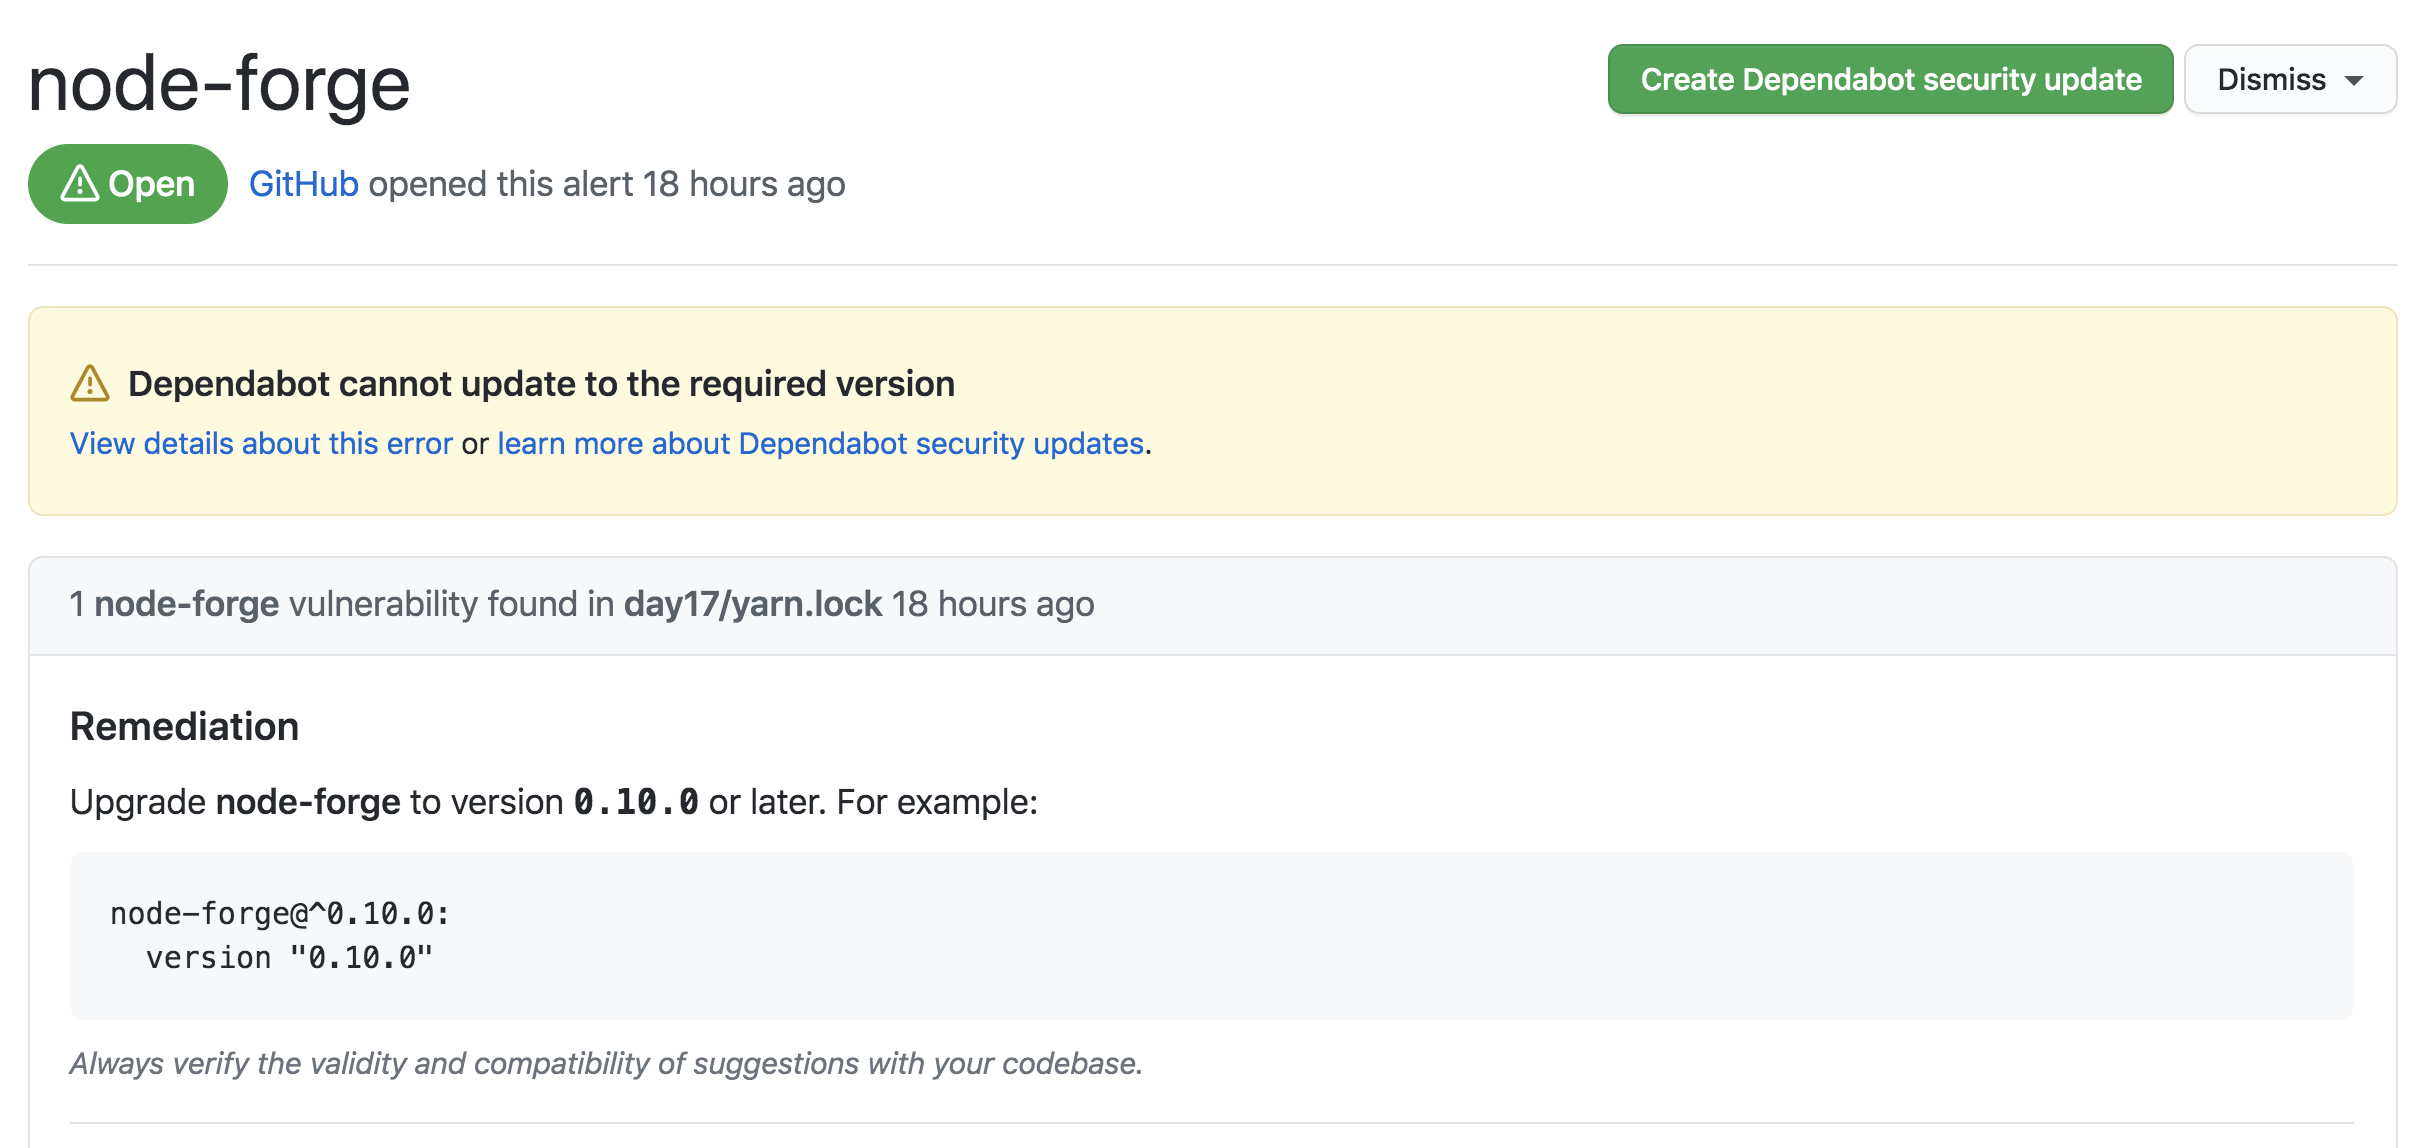 node-forge
Create Dependabot security update
Dismiss
Open
GitHub opened this alert 18 hours ago
Dependabot cannot update to the required version
View details about this error or learn more about Dependabot security updates.
1 node-forge vulnerability found in day17/yarn.lock 18 hours ago
Remediation
Upgrade node-forge to version 0.10.0 or later. For example:
node-forge@^0.10.0:
  version "0.10.0"
Always verify the validity and compatibility of suggestions with your codebase.